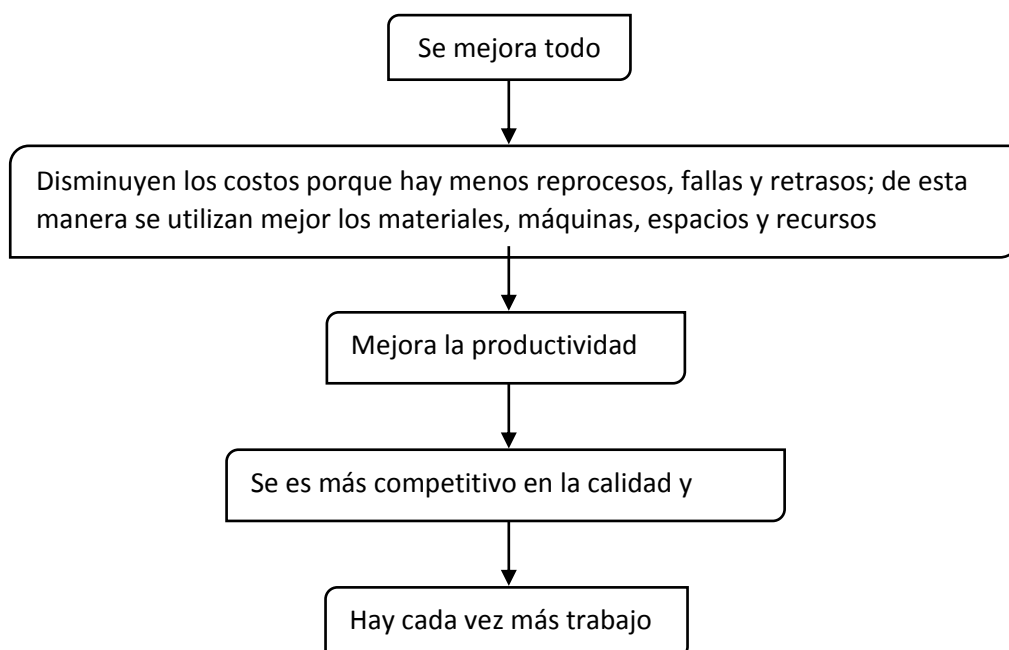 Se mejora todo
Disminuyen los costos porque hay menos reprocesos, fallas y retrasos; de esta
manera se utilizan mejor los materiales, máquinas, espacios y recursos
Mejora la productividad
Se es más competitivo en la calidad y
Hay cada vez más trabajo